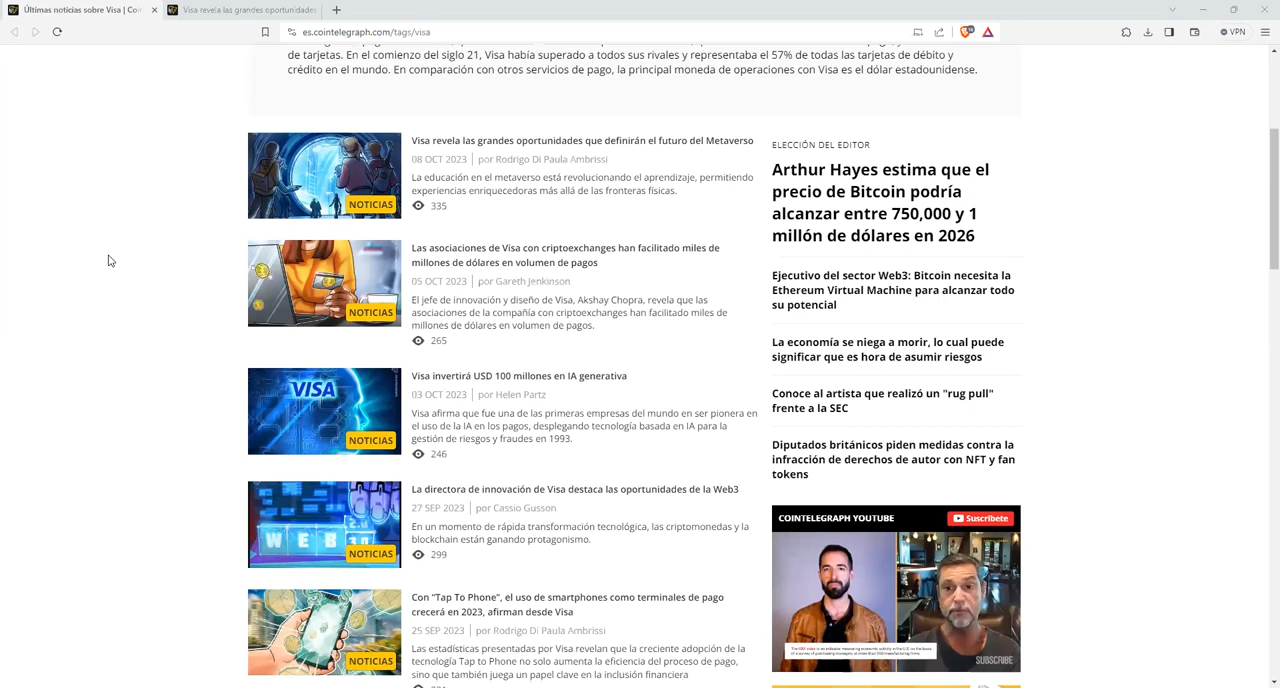 Últimas noticias sobre Visa | Coi
Visa revela las grandes oportunidades
es.cointelegraph.com/tags/visa
VPN
de tarjetas. En el comienzo del siglo 21, Visa había superado a todos sus rivales y representaba el 57% de todas las tarjetas de débito y
crédito en el mundo. En comparación con otros servicios de pago, la principal moneda de operaciones con Visa es el dólar estadounidense.
NOTICIAS
Visa revela las grandes oportunidades que definirán el futuro del Metaverso
08 OCT 2023 | por Rodrigo Di Paula Ambrissi
La educación en el metaverso está revolucionando el aprendizaje, permitiendo
experiencias enriquecedoras más allá de las fronteras físicas.
335
NOTICIAS
Las asociaciones de Visa con criptoexchanges han facilitado miles de
millones de dólares en volumen de pagos
05 OCT 2023 | por Gareth Jenkinson
El jefe de innovación y diseño de Visa, Akshay Chopra, revela que las
asociaciones de la compañía con criptoexchanges han facilitado miles de
millones de dólares en volumen de pagos.
265
VISA
NOTICIAS
Visa invertirá USD 100 millones en IA generativa
03 OCT 2023 | por Helen Partz
Visa afirma que fue una de las primeras empresas del mundo en ser pionera en
el uso de la IA en los pagos, desplegando tecnología basada en IA para la
gestión de riesgos y fraudes en 1993.
246
WEB 3.0
NOTICIAS
La directora de innovación de Visa destaca las oportunidades de la Web3
27 SEP 2023 | por Cassio Gusson
En un momento de rápida transformación tecnológica, las criptomonedas y la
blockchain están ganando protagonismo.
299
NOTICIAS
Con “Tap To Phone”, el uso de smartphones como terminales de pago
crecerá en 2023, afirman desde Visa
25 SEP 2023 | por Rodrigo Di Paula Ambrissi
Las estadísticas presentadas por Visa revelan que la creciente adopción de la
tecnología Tap to Phone no solo aumenta la eficiencia del proceso de pago,
sino que también juega un papel clave en la inclusión financiera
ELECCIÓN DEL EDITOR
Arthur Hayes estima que el
precio de Bitcoin podría
alcanzar entre 750,000 y 1
millón de dólares en 2026
Ejecutivo del sector Web3: Bitcoin necesita la
Ethereum Virtual Machine para alcanzar todo
su potencial
La economía se niega a morir, lo cual puede
significar que es hora de asumir riesgos
Conoce al artista que realizó un "rug pull"
frente a la SEC
Diputados británicos piden medidas contra la
infracción de derechos de autor con NFT y fan
tokens
COINTELEGRAPH YOUTUBE
Suscríbete
SUBSCRIBE